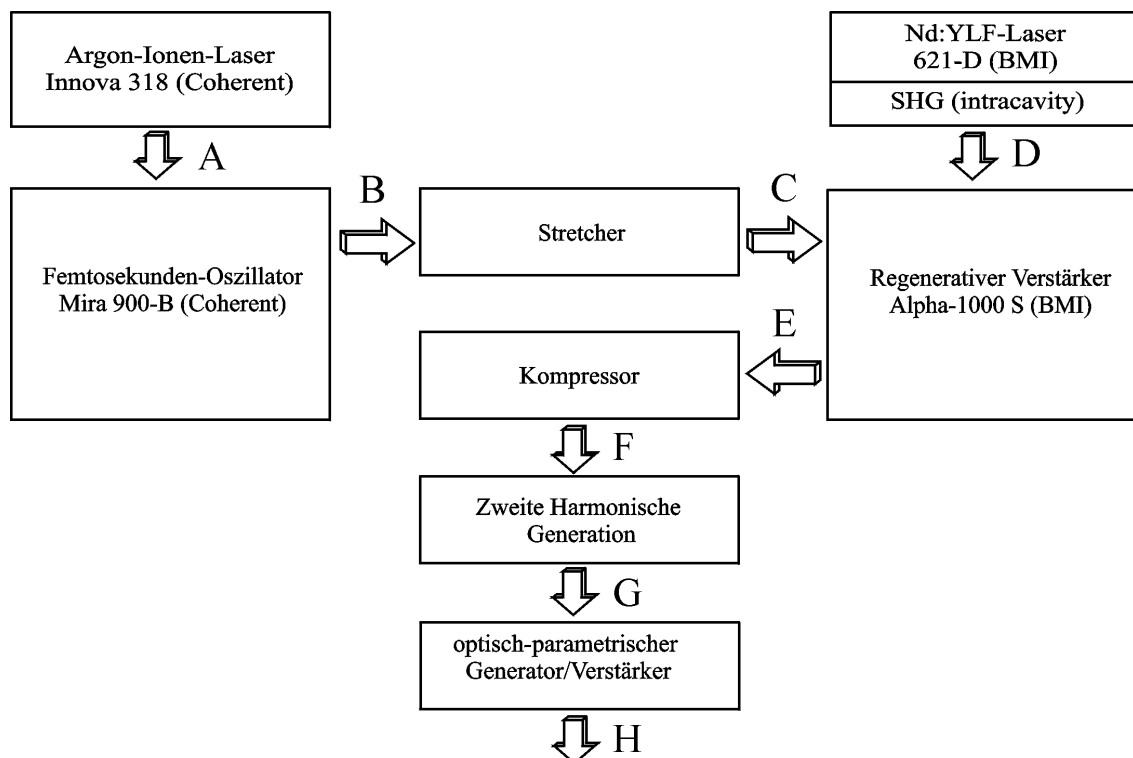 Argon-Ionen-Laser
Innova 318 (Coherent)
Nd:YLF-Laser
621-D (BMI)
SHG (intracavity)
A
D
B
C
Stretcher
Femtosekunden-Oszillator
Mira 900-B (Coherent)
Regenerativer Verstärker
Alpha-1000 S (BMI)
E
Kompressor
F
Zweite Harmonische
Generation
G
optisch-parametrischer
Generator/Verstärker
H